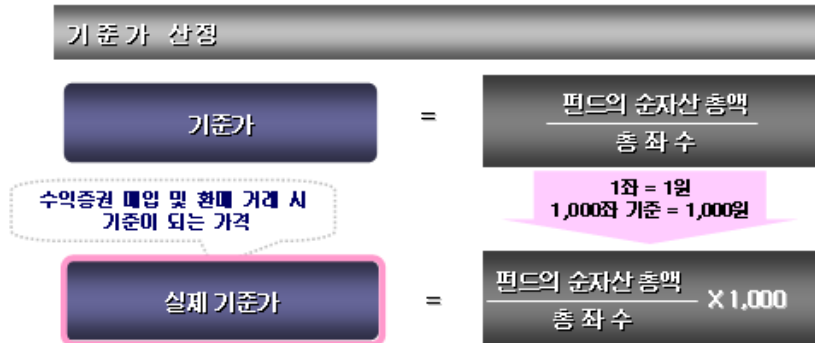 기준가 산정
기준가
=
펀드의 순자산 총액
총 좌 수
수익증권 매입 및 환매 거래 시
기준이 되는 가격
1좌 = 1원
1,000좌 기준 = 1,000원
실제 기준가
=
펀드의 순자산 총액
총 좌 수
X 1,000